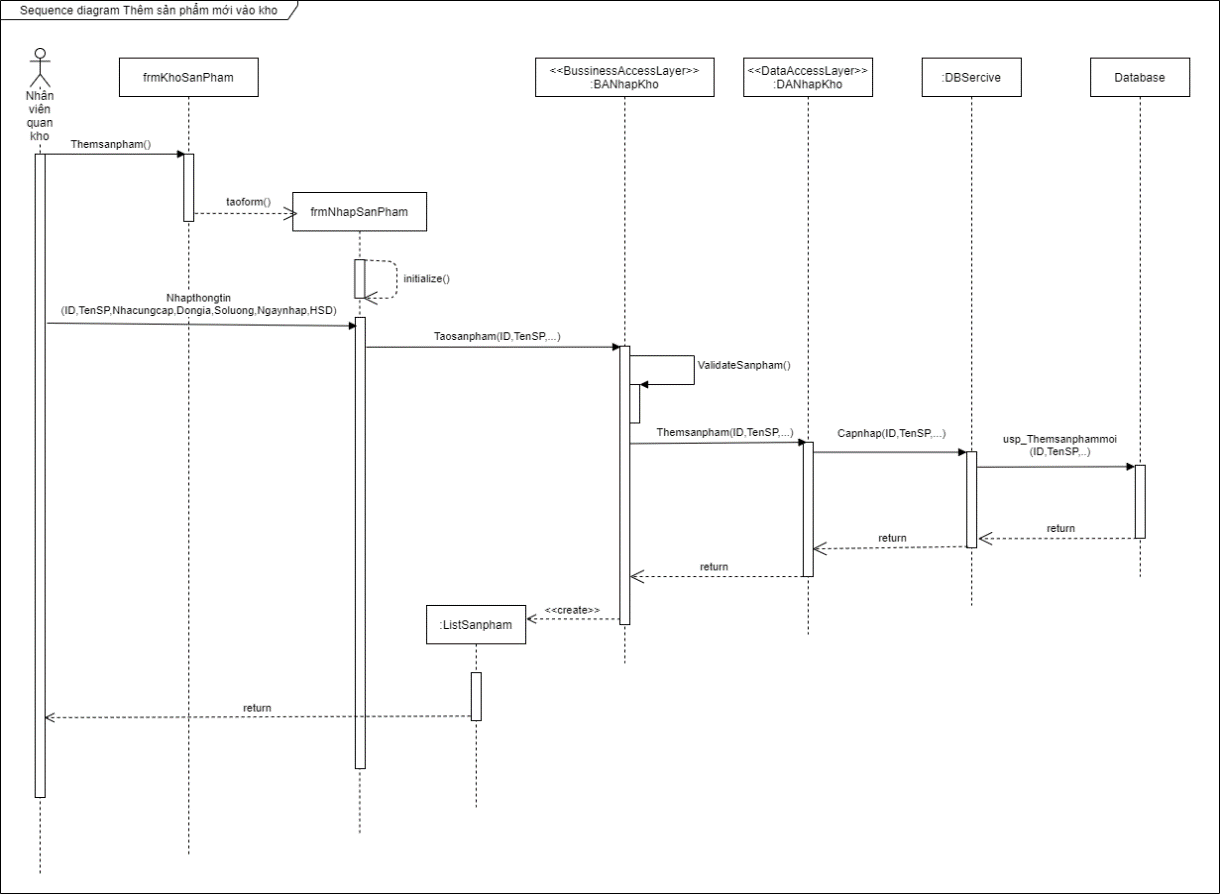 Sequence diagram Thêm sản phẩm mới vào kho
frmKhoSanPham
<<BussinessAccessLayer>>
:BANhapKho
<<DataAccessLayer>>
:DANhapKho
:DBSercive
Database
Nhân
viên
quan
kho
Themsanpham()
taoform()
frmNhapSanPham
initialize()
Nhapthongtin
(ID,TenSP,Nhacungcap,Dongia,Soluong,Ngaynhap,HSD)
Taosanpham(ID,TenSP,...)
ValidateSanpham()
Themsanpham(ID,TenSP,...)
Capnhap(ID,TenSP,...)
usp_Themsanphammoi
(ID,TenSP,..)
return
return
return
<<create>>
:ListSanpham
return